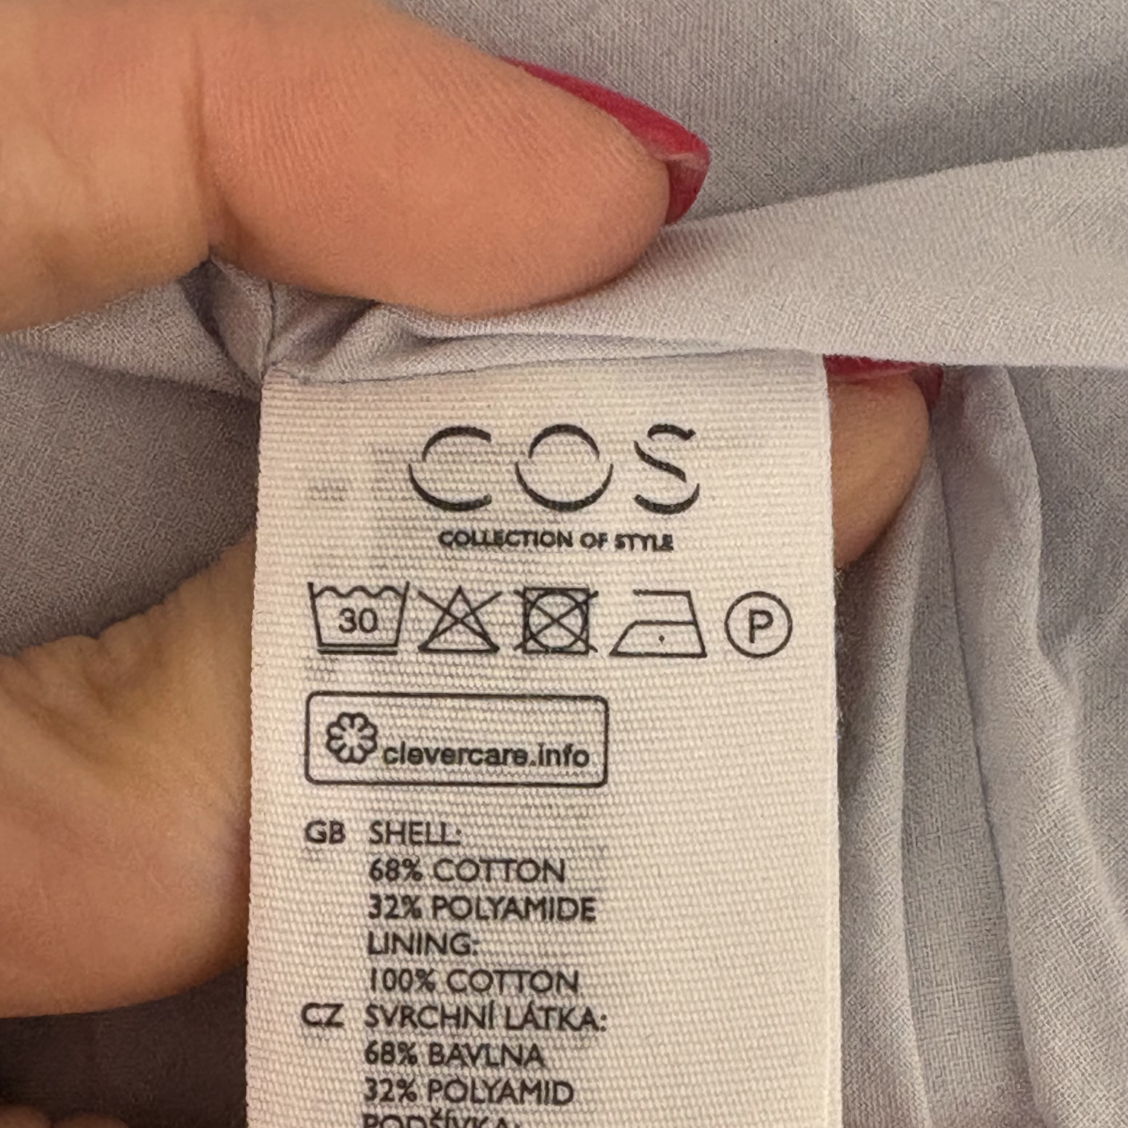 COS
COLLECTION OF STYLE
30 P
clevercare.info
GB SHELL:
68% COTTON
32% POLYAMIDE
LINING:
100% COTTON
CZ SVRCHNÍ LÁTKA:
68% BAVLNA
32% POLYAMID
PODŠÍVKA: